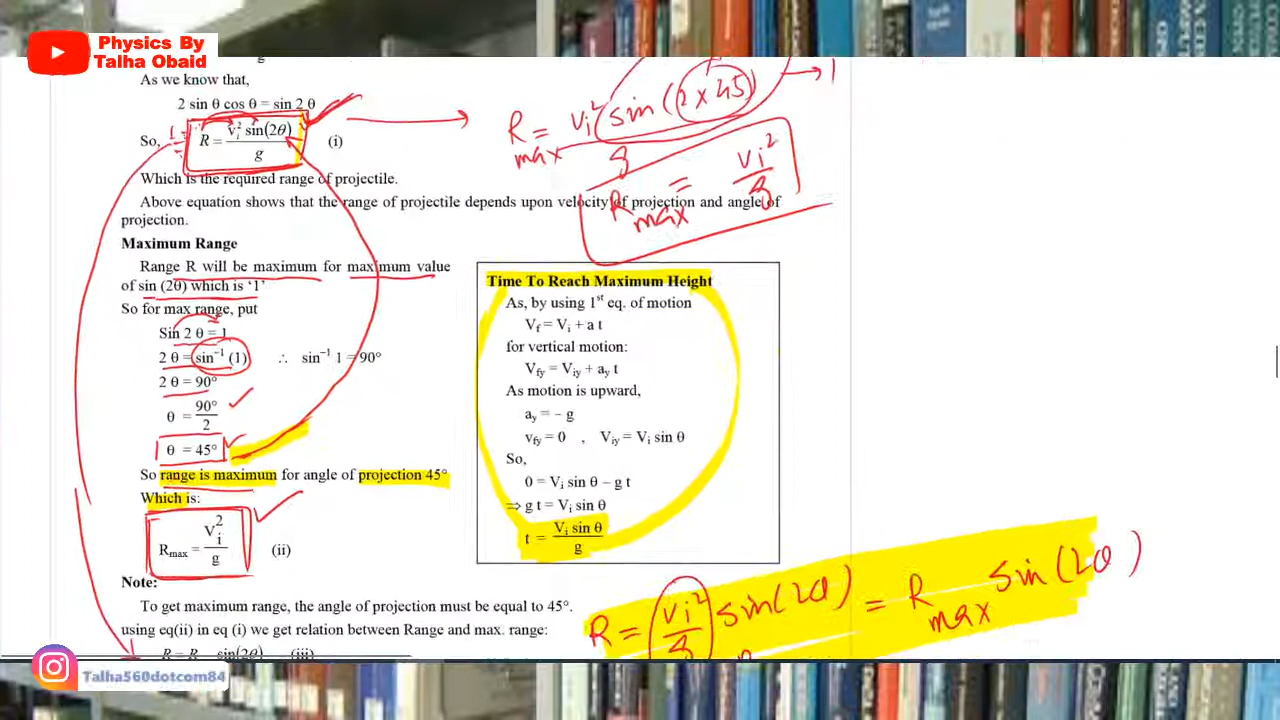 Physics By
Talha Obaid
g
As we know that,
2 sin θ cos θ = sin 2 θ
So, R = vᵢ² sin(2θ) / g (i)
Which is the required range of projectile.
Above equation shows that the range of projectile depends upon velocity of projection and angle of
projection.
Maximum Range
Range R will be maximum for maximum value
of sin (2θ) which is ‘1’
So for max range, put
Sin 2 θ = 1
2 θ = sin⁻¹ (1) ∴ sin⁻¹ 1 = 90°
2 θ = 90°
θ = 90° / 2
θ = 45°
So range is maximum for angle of projection 45°
Which is:
Rmax = Vᵢ² / g (ii)
Note:
To get maximum range, the angle of projection must be equal to 45°.
using eq(ii) in eq (i) we get relation between Range and max. range:
R = R sin(2θ) (iii)
R max = vi² sin (2 × 45) / g → 1
R max = vi² / g
Time To Reach Maximum Height
As, by using 1st eq. of motion
Vf = Vi + a t
for vertical motion:
Vfy = Viy + ay t
As motion is upward,
ay = – g
vfy = 0 , Viy = Vi sin θ
So,
0 = Vi sin θ – g t
⇒ g t = Vi sin θ
t = Vi sin θ / g
R = vi² / g sin(2θ) = R max sin(2θ)
Talha560dotcom84